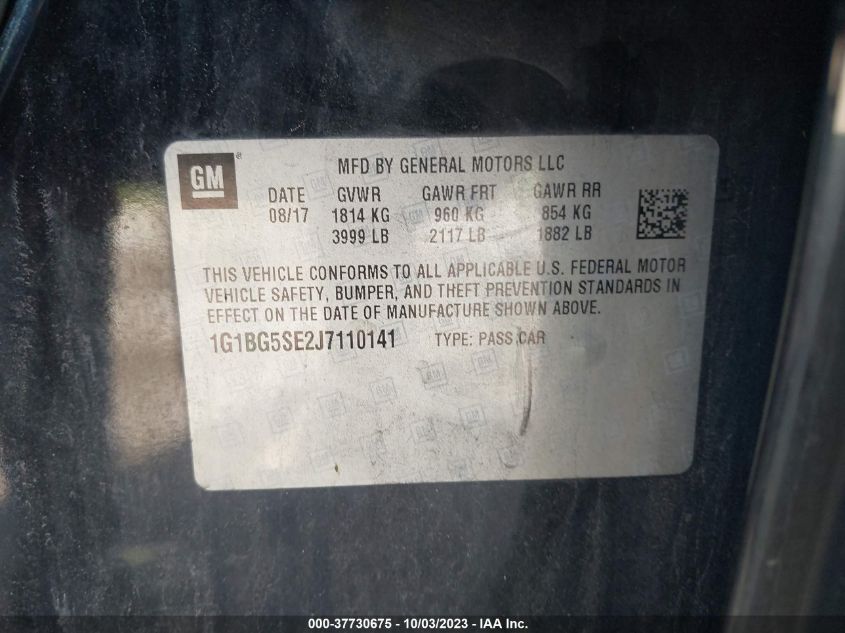 GM ® MFD BY GENERAL MOTORS LLC
DATE GVWR GAWR FRT GAWR RR
08/17 1814 KG 960 KG 854 KG
3999 LB 2117 LB 1882 LB
THIS VEHICLE CONFORMS TO ALL APPLICABLE U.S. FEDERAL MOTOR
VEHICLE SAFETY, BUMPER, AND THEFT PREVENTION STANDARDS IN
EFFECT ON THE DATE OF MANUFACTURE SHOWN ABOVE.
1G1BG5SE2J7110141 TYPE: PASS CAR
000-37730675 - 10/03/2023 - IAA Inc.